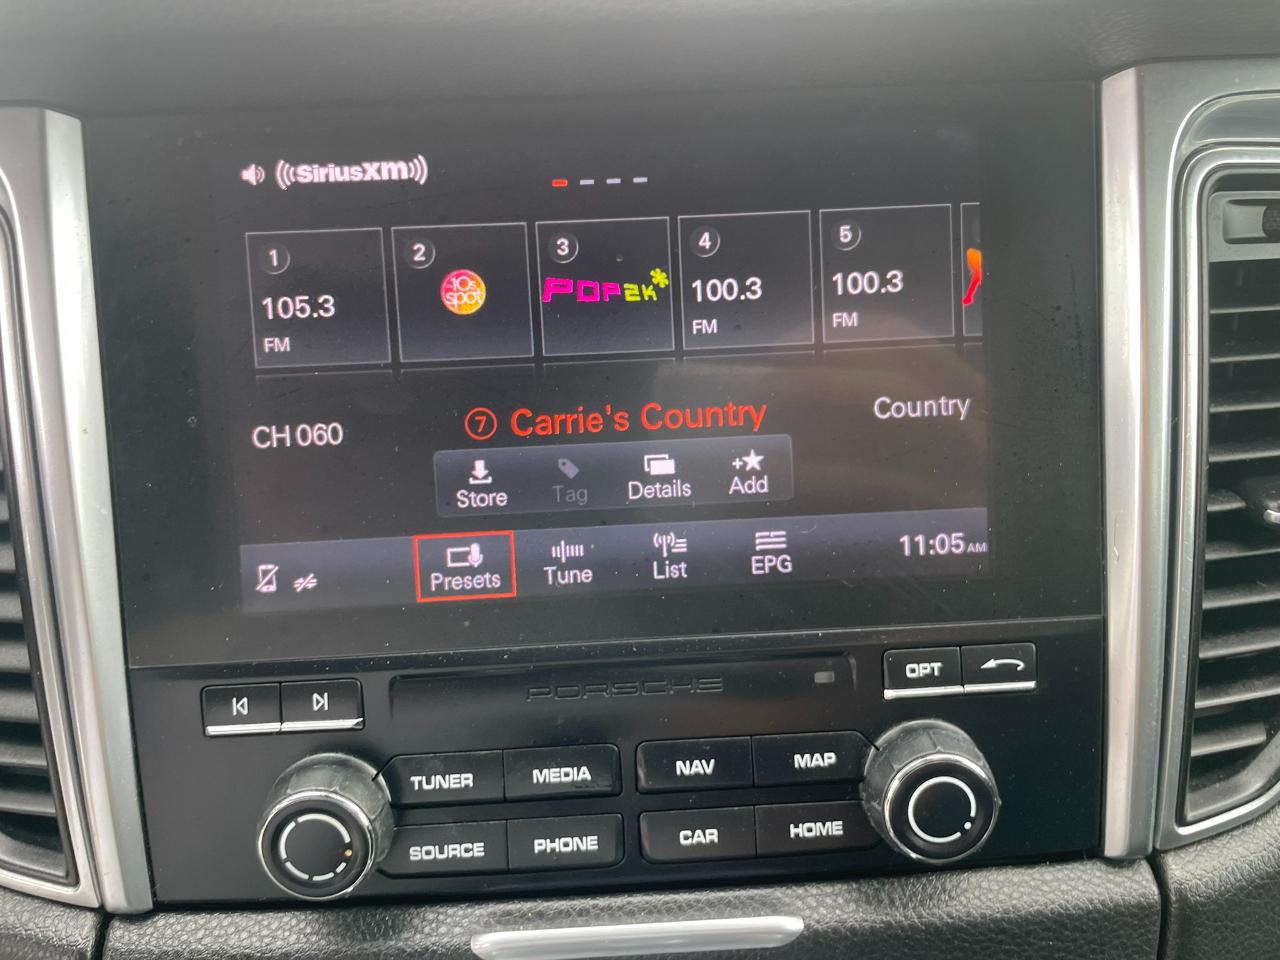 ((SiriusXM))
1
2
3
4
5
105.3
FM
10s
spot
POP2K*
100.3
FM
100.3
FM
CH 060
7 Carrie's Country
Country
Store
Tag
Details
+★ Add
Presets
Tune
List
EPG
11:05 AM
PORSCHE
OPT
TUNER
MEDIA
NAV
MAP
SOURCE
PHONE
CAR
HOME